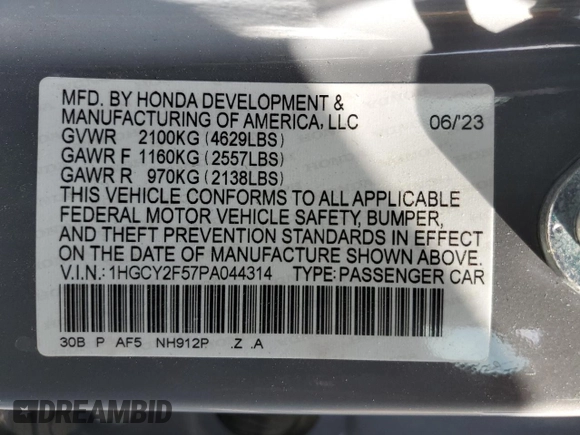 MFD. BY HONDA DEVELOPMENT &
MANUFACTURING OF AMERICA, LLC 06/'23
GVWR 2100KG (4629LBS)
GAWR F 1160KG (2557LBS)
GAWR R 970KG (2138LBS)
THIS VEHICLE CONFORMS TO ALL APPLICABLE
FEDERAL MOTOR VEHICLE SAFETY, BUMPER,
AND THEFT PREVENTION STANDARDS IN EFFECT
ON THE DATE OF MANUFACTURE SHOWN ABOVE.
V.I.N.: 1HGCY2F57PA044314 TYPE: PASSENGER CAR
30B P AF5 NH912P .Z .A
DREAMBID